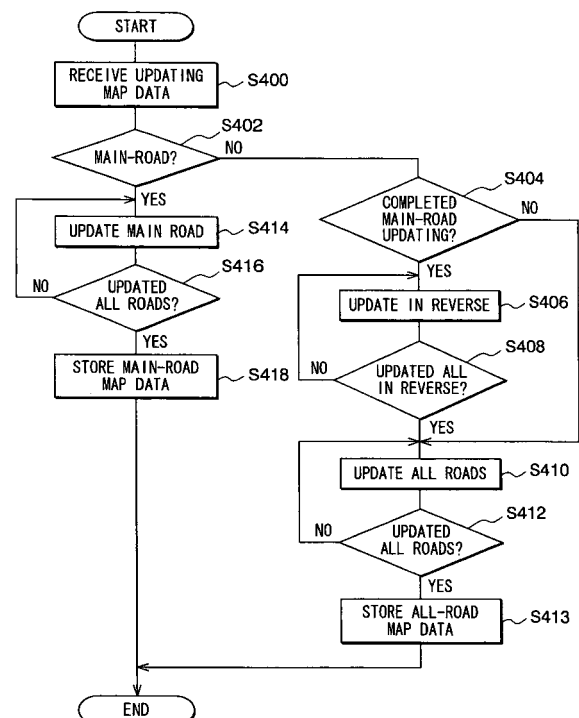 START
RECEIVE UPDATING
MAP DATA
S400
S402
MAIN-ROAD?
NO
YES
S404
COMPLETED
MAIN-ROAD
UPDATING?
NO
YES
UPDATE MAIN ROAD
S414
S416
UPDATED
ALL ROADS?
NO
YES
STORE MAIN-ROAD
MAP DATA
S418
UPDATE IN REVERSE
S406
S408
UPDATED ALL
IN REVERSE?
NO
YES
UPDATE ALL ROADS
S410
S412
UPDATED
ALL ROADS?
NO
YES
STORE ALL-ROAD
MAP DATA
S413
END